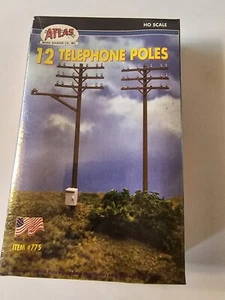 ATLAS
HO SCALE
12 TELEPHONE POLES
ITEM #775